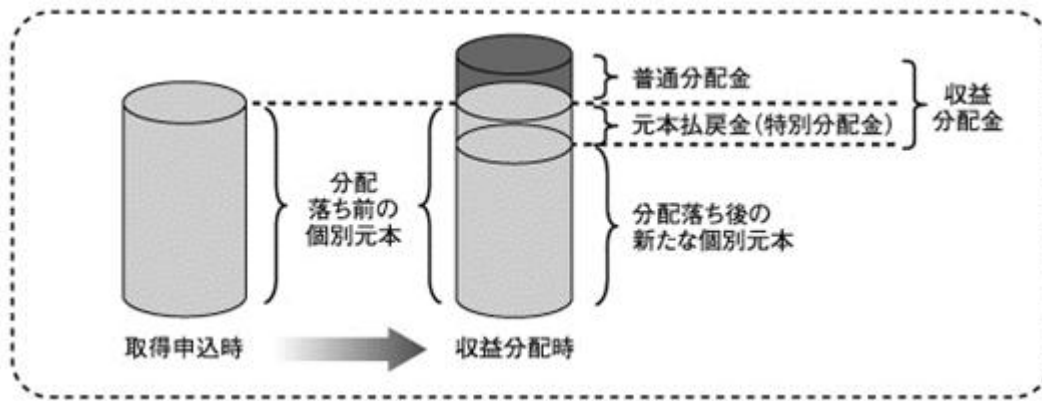 普通分配金
元本払戻金(特別分配金)
収益
分配金
分配
落ち前の
個別元本
分配落ち後の
新たな個別元本
取得申込時
収益分配時